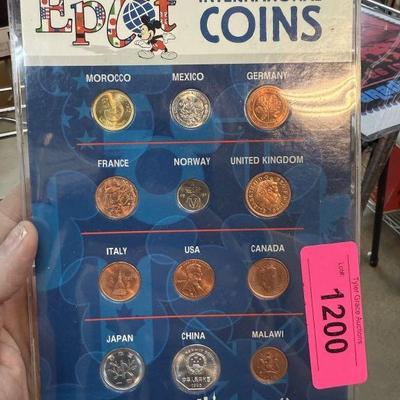 Epcot
INTERNATIONAL
COINS
MOROCCO MEXICO GERMANY
FRANCE NORWAY UNITED KINGDOM
ITALY USA CANADA
JAPAN CHINA MALAWI
Tyler Grace Auctions
Lot#
1200